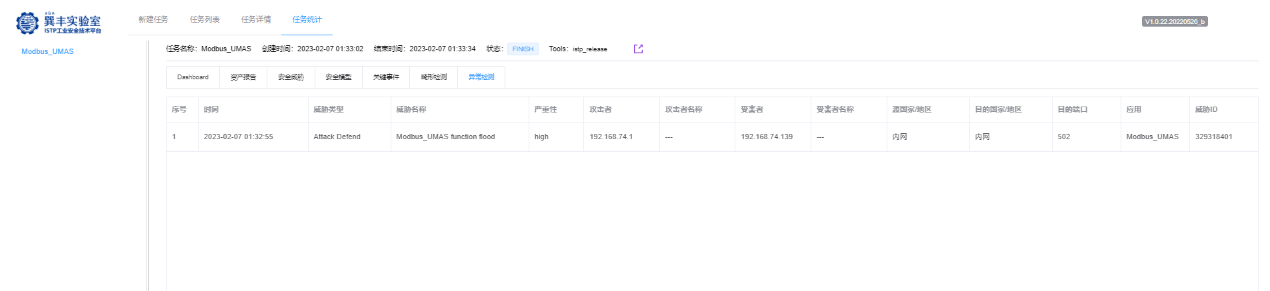 巽丰实验室
ISTP工业安全技术平台
新建任务 任务列表 任务详情 任务统计
V1.0.22.20220526_b
Modbus_UMAS
任务名称: Modbus_UMAS 创建时间: 2023-02-07 01:33:02 结束时间: 2023-02-07 01:33:34 状态: FINISH Tools: istp_release
Dashboard 资产报告 安全威胁 安全模型 关键事件 畸形检测 异常检测
序号 时间 威胁类型 威胁名称 严重性 攻击者 攻击者名称 受害者 受害者名称 源国家/地区 目的国家/地区 目的端口 应用 威胁ID
1 2023-02-07 01:32:55 Attack Defend Modbus_UMAS function flood high 192.168.74.1 --- 192.168.74.139 --- 内网 内网 502 Modbus_UMAS 329318401